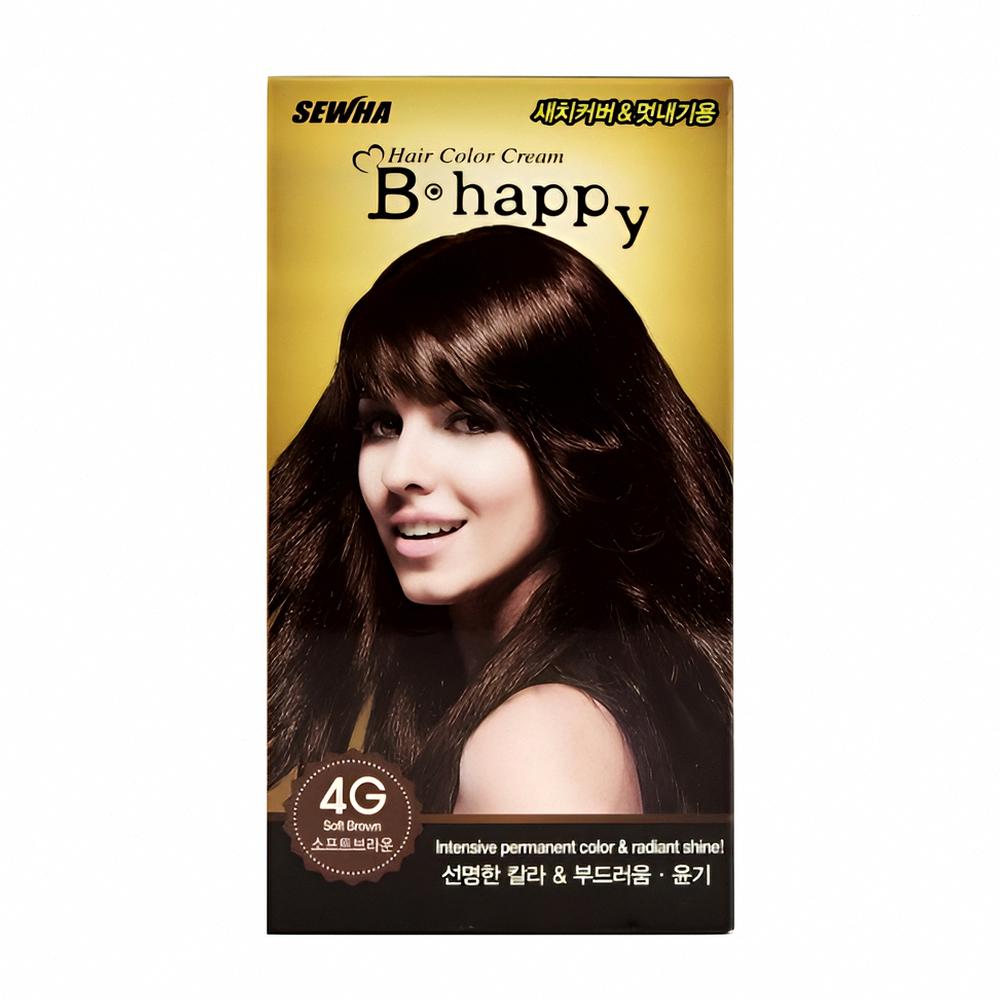 SEWHA
새치커버&멋내기용
Hair Color Cream
B·happy
4G
Soft Brown
소프트브라운
Intensive permanent color & radiant shine!
선명한 칼라 & 부드러움 · 윤기